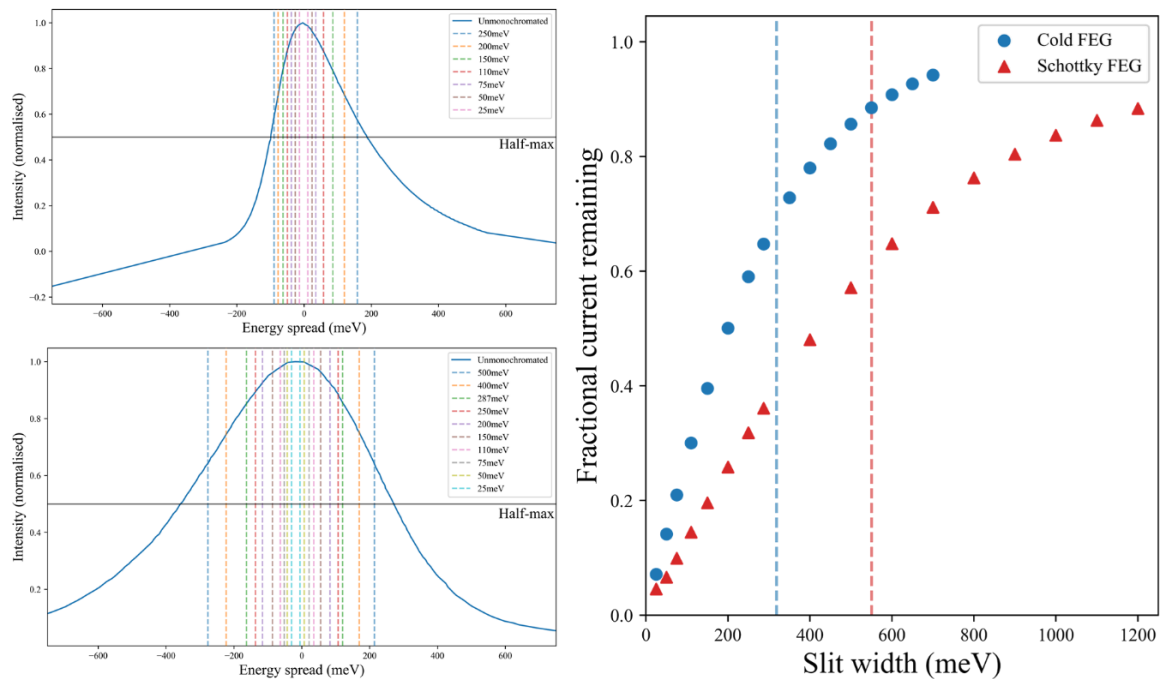 Intensity (normalised)
1.0
0.8
0.6
0.4
0.2
0.0
−0.2
−600
−400
−200
0
200
400
600
Energy spread (meV)
Half-max
Unmonochromated
250meV
200meV
150meV
110meV
75meV
50meV
25meV
Intensity (normalised)
1.0
0.8
0.6
0.4
0.2
−600
−400
−200
0
200
400
600
Energy spread (meV)
Half-max
Unmonochromated
500meV
400meV
287meV
250meV
200meV
150meV
110meV
75meV
50meV
25meV
Fractional current remaining
1.0
0.8
0.6
0.4
0.2
0.0
0
200
400
600
800
1000
1200
Slit width (meV)
Cold FEG
Schottky FEG